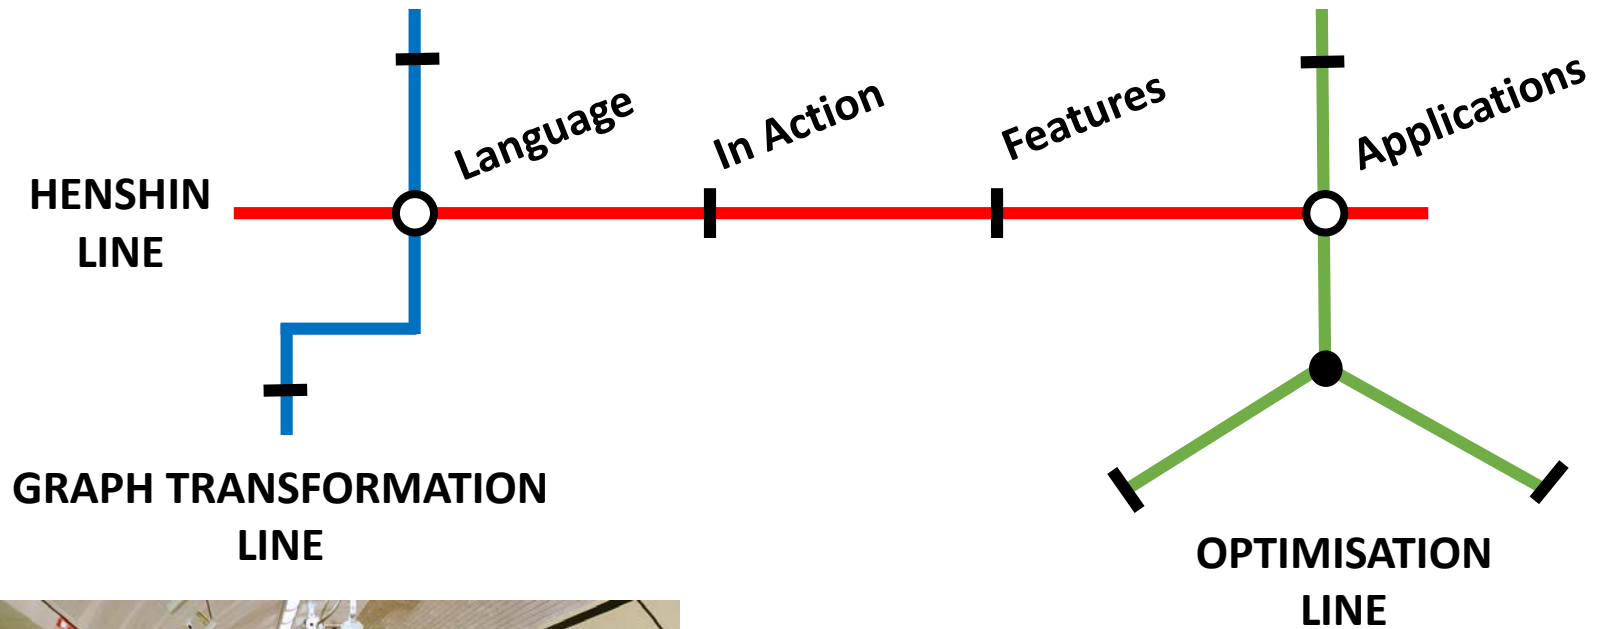 Language
In Action
Features
Applications
HENSHIN
LINE
GRAPH TRANSFORMATION
LINE
OPTIMISATION
LINE